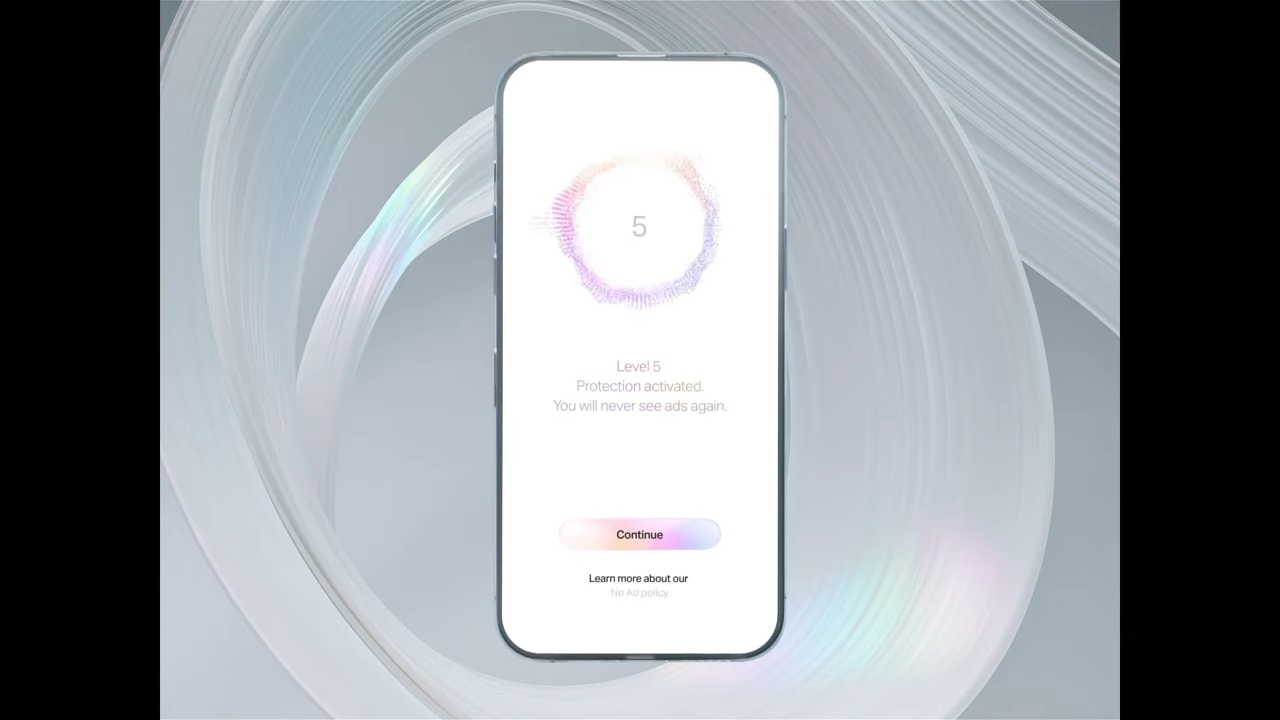 5
Level 5
Protection activated.
You will never see ads again.
Continue
Learn more about our
No Ad policy